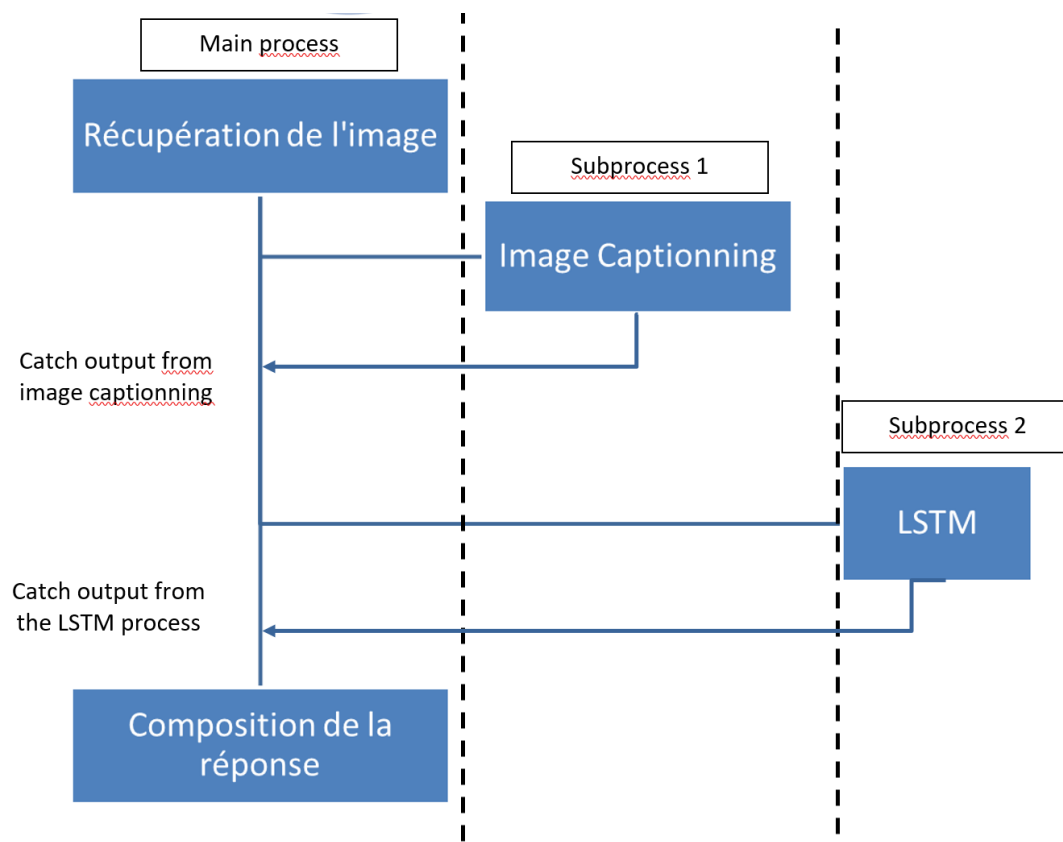 Main process
Récupération de l'image
Subprocess 1
Image Captionning
Catch output from
image captionning
Subprocess 2
LSTM
Catch output from
the LSTM process
Composition de la
réponse